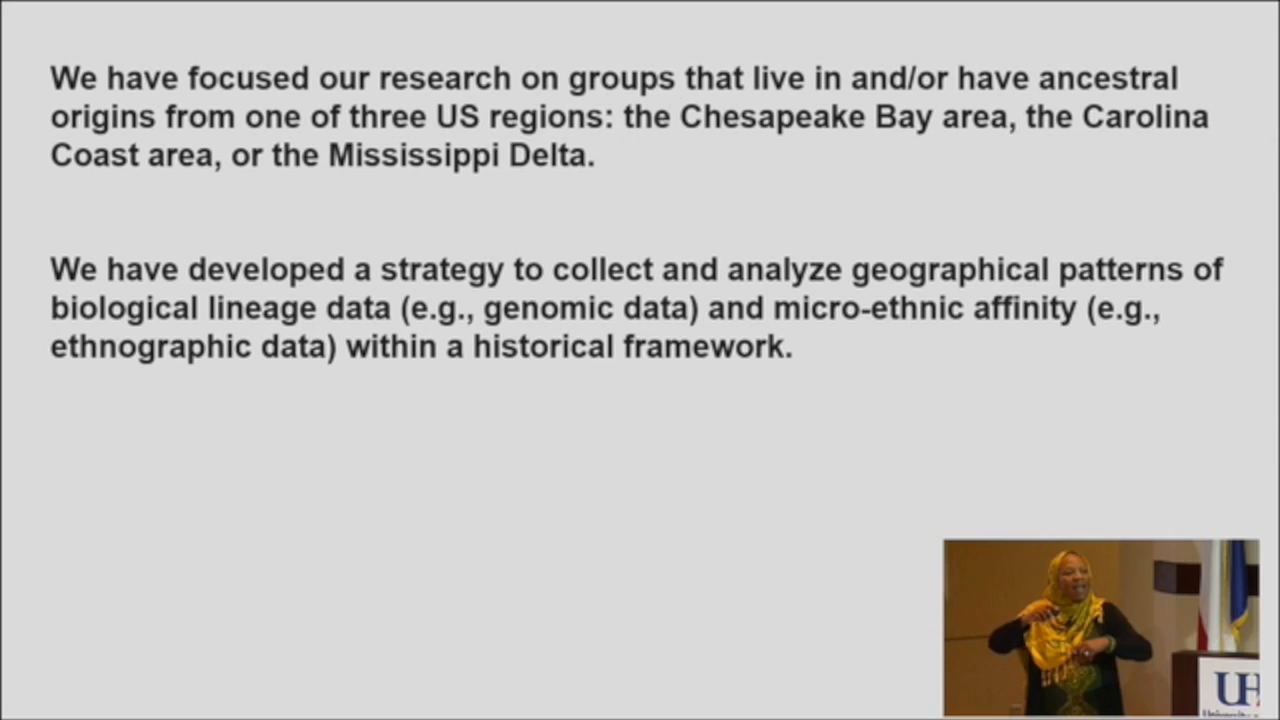 We have focused our research on groups that live in and/or have ancestral
origins from one of three US regions: the Chesapeake Bay area, the Carolina
Coast area, or the Mississippi Delta.
We have developed a strategy to collect and analyze geographical patterns of
biological lineage data (e.g., genomic data) and micro-ethnic affinity (e.g.,
ethnographic data) within a historical framework.